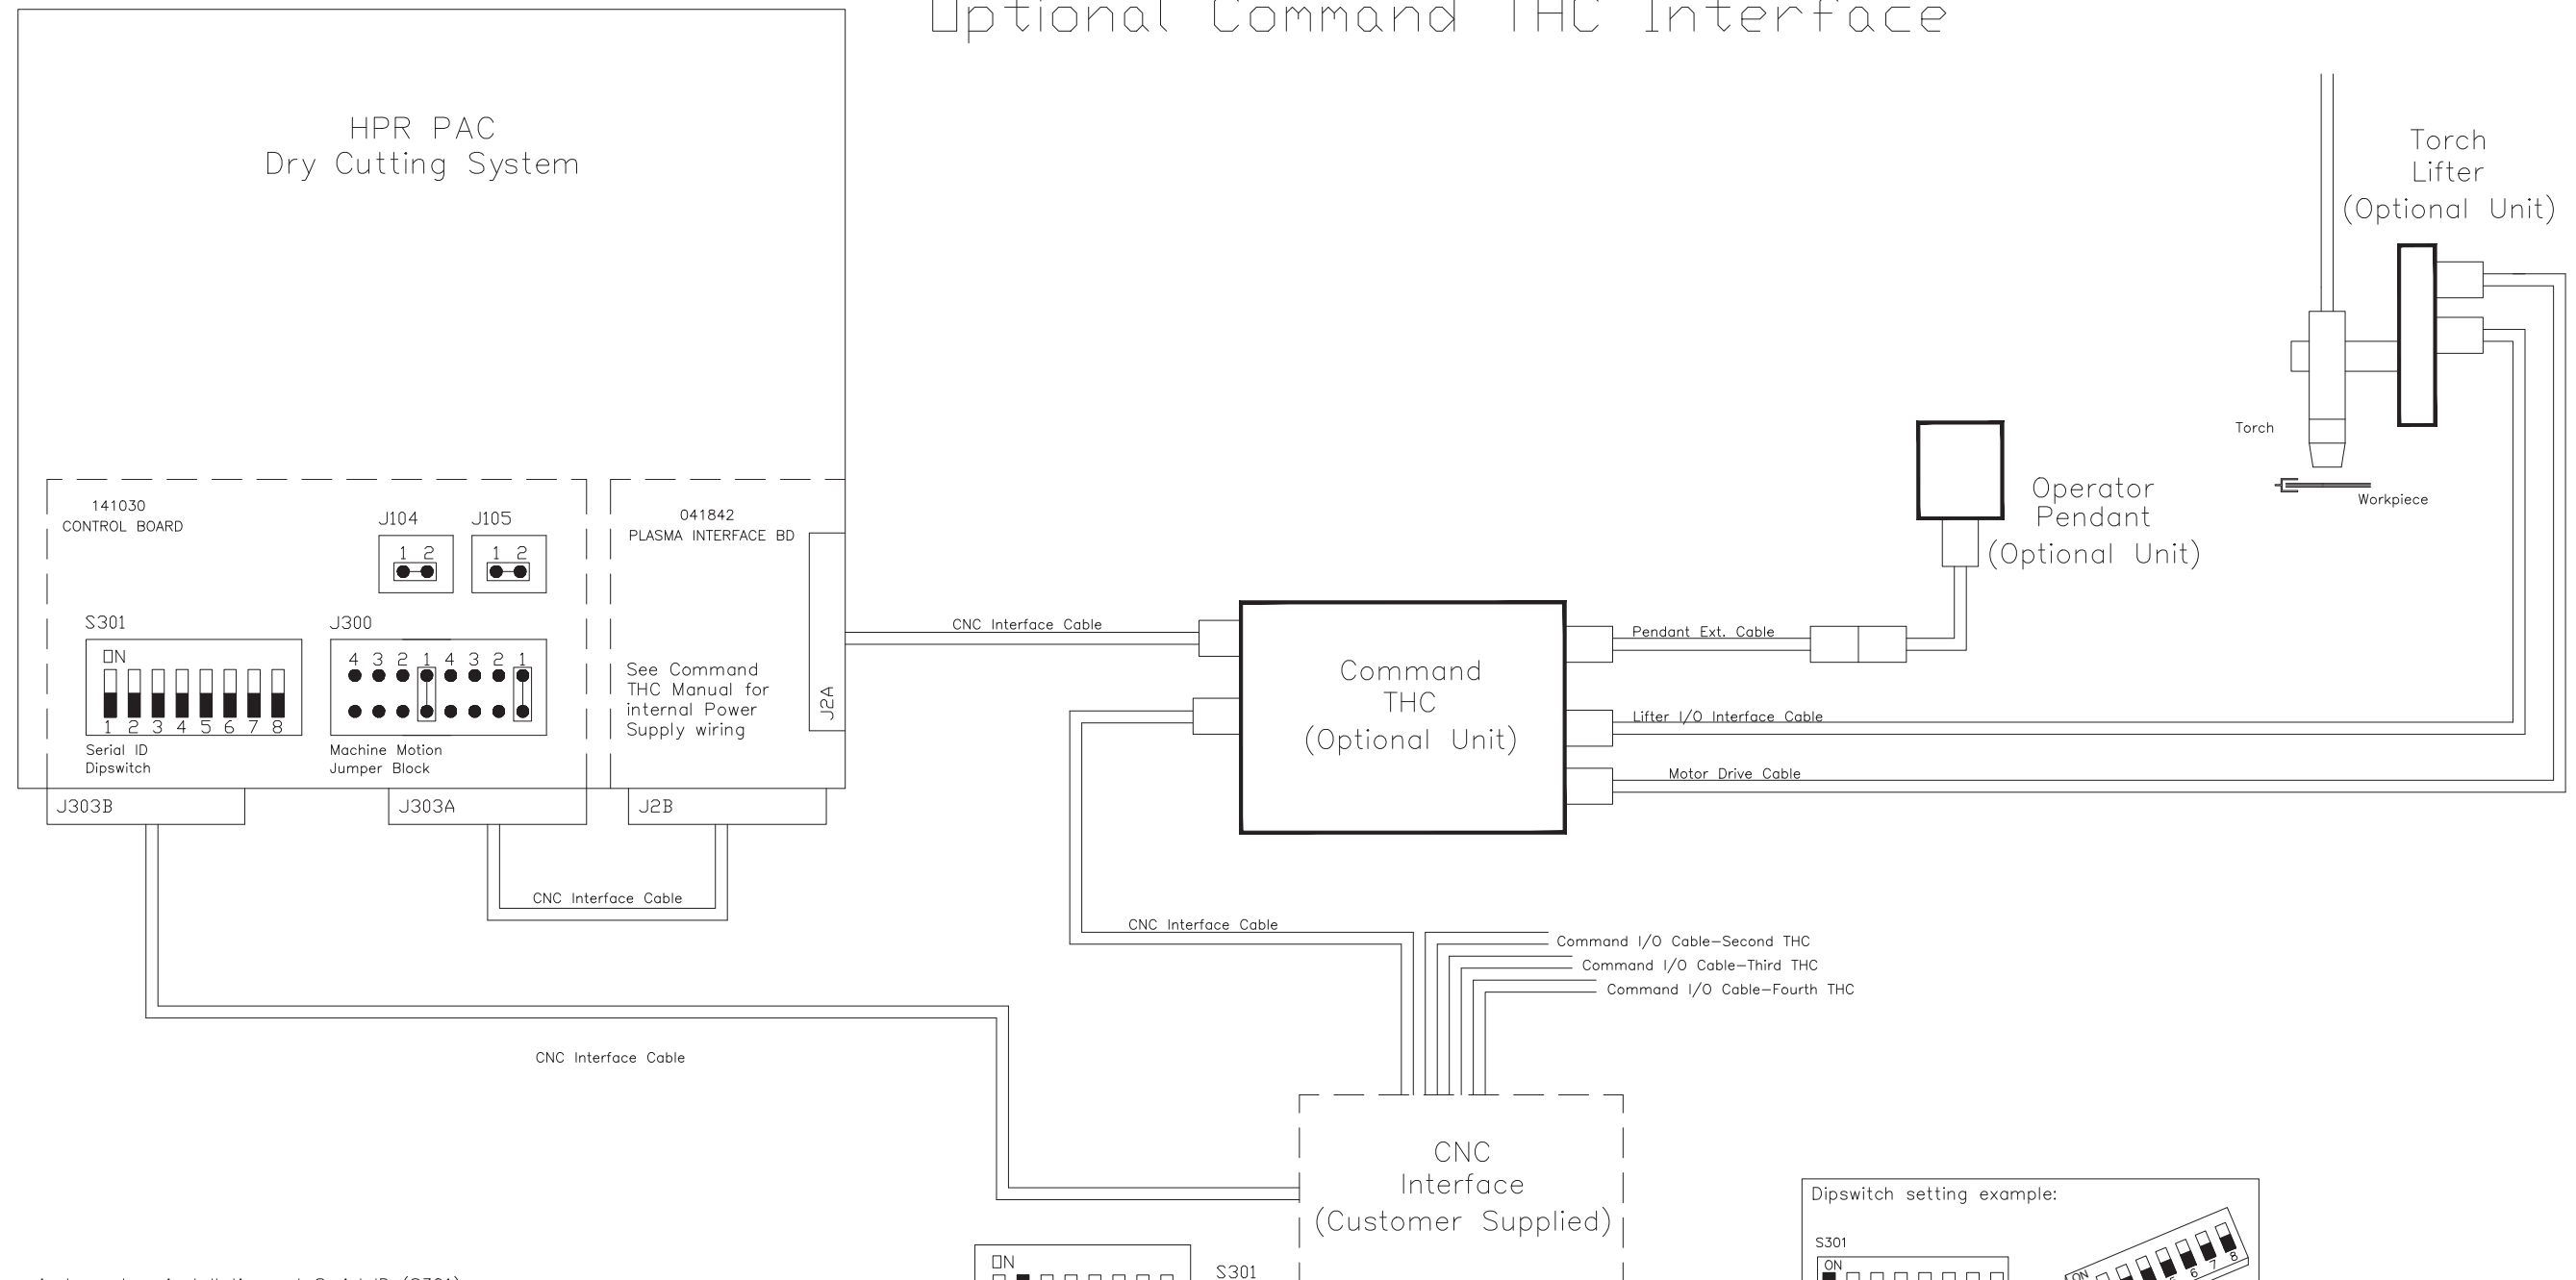 Optional Command THC Interface
HPR PAC
Dry Cutting System
Torch
Lifter
(Optional Unit)
Torch
Workpiece
Operator
Pendant
(Optional Unit)
141030
CONTROL BOARD
J104
1 2
J105
1 2
041842
PLASMA INTERFACE BD
S301
ON
1 2 3 4 5 6 7 8
Serial ID
Dipswitch
J300
4 3 2 1 4 3 2 1
Machine Motion
Jumper Block
See Command
THC Manual for
internal Power
Supply wiring
J2A
J303B
J303A
J2B
CNC Interface Cable
Command
THC
(Optional Unit)
Pendant Ext. Cable
Lifter I/O Interface Cable
Motor Drive Cable
CNC Interface Cable
CNC Interface Cable
Command I/O Cable-Second THC
Command I/O Cable-Third THC
Command I/O Cable-Fourth THC
CNC Interface Cable
CNC
Interface
(Customer Supplied)
ON
S301
Dipswitch setting example:
S301
ON
ON
6 7 8